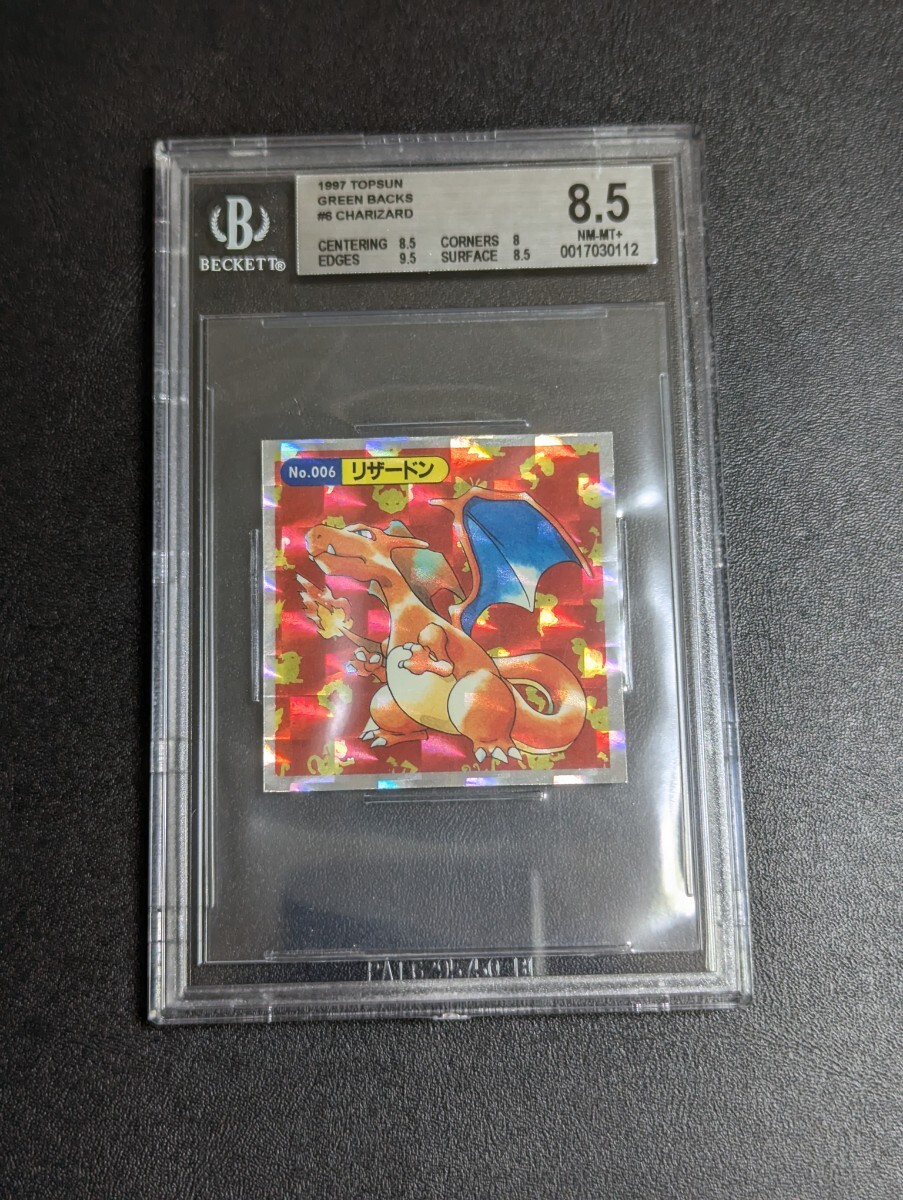 1997 TOPSUN
GREEN BACKS
#6 CHARIZARD
CENTERING 8.5 CORNERS 8
EDGES 9.5 SURFACE 8.5
8.5
NM-MT+
0017030112
B
BECKETT®
No.006 リザードン